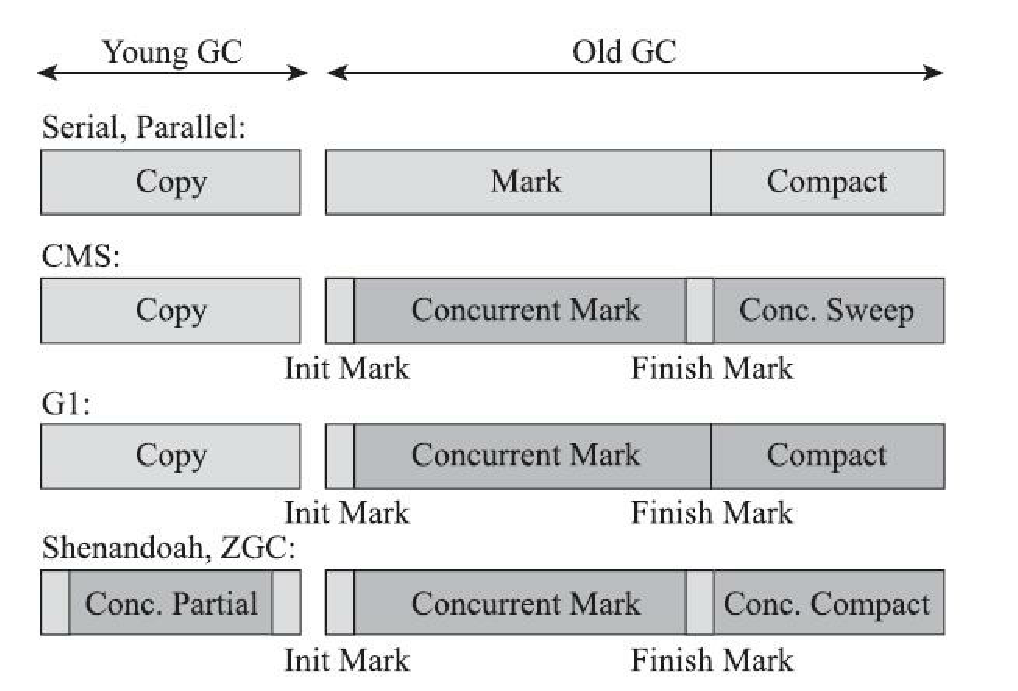 Young GC Old GC
Serial, Parallel:
Copy Mark Compact
CMS:
Copy Concurrent Mark Conc. Sweep
Init Mark Finish Mark
G1:
Copy Concurrent Mark Compact
Init Mark Finish Mark
Shenandoah, ZGC:
Conc. Partial Concurrent Mark Conc. Compact
Init Mark Finish Mark